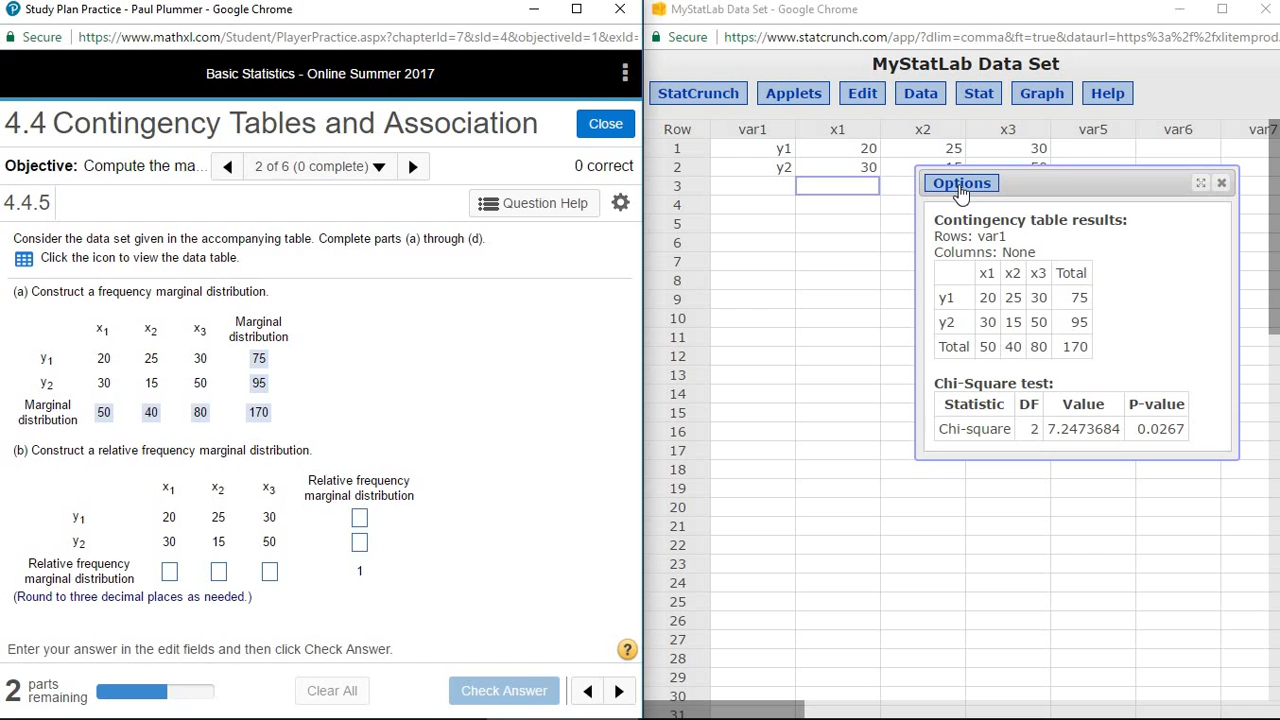 Study Plan Practice - Paul Plummer - Google Chrome
Secure https://www.mathxl.com/Student/PlayerPractice.aspx?chapterId=7&sId=4&objectiveId=1&exId=
Basic Statistics - Online Summer 2017
4.4 Contingency Tables and Association
Close
Objective: Compute the ma... 2 of 6 (0 complete) 0 correct
4.4.5 Question Help
Consider the data set given in the accompanying table. Complete parts (a) through (d).
Click the icon to view the data table.
(a) Construct a frequency marginal distribution.
x1 x2 x3 Marginal distribution
y1 20 25 30 75
y2 30 15 50 95
Marginal distribution 50 40 80 170
(b) Construct a relative frequency marginal distribution.
x1 x2 x3 Relative frequency marginal distribution
y1 20 25 30
y2 30 15 50
Relative frequency marginal distribution 1
(Round to three decimal places as needed.)
Enter your answer in the edit fields and then click Check Answer.
?
2 parts remaining Clear All Check Answer
MyStatLab Data Set - Google Chrome
Secure https://www.statcrunch.com/app/?dlim=comma&ft=true&dataurl=https%3a%2f%2fxlitemprod.
MyStatLab Data Set
StatCrunch Applets Edit Data Stat Graph Help
Row var1 x1 x2 x3 var5 var6 var7
1 y1 20 25 30
2 y2 30 15 50
3
4
5
6
7
8
9
10
11
12
13
14
15
16
17
18
19
20
21
22
23
24
25
26
27
28
29
30
31
Options
Contingency table results:
Rows: var1
Columns: None
x1 x2 x3 Total
y1 20 25 30 75
y2 30 15 50 95
Total 50 40 80 170
Chi-Square test:
Statistic DF Value P-value
Chi-square 2 7.2473684 0.0267